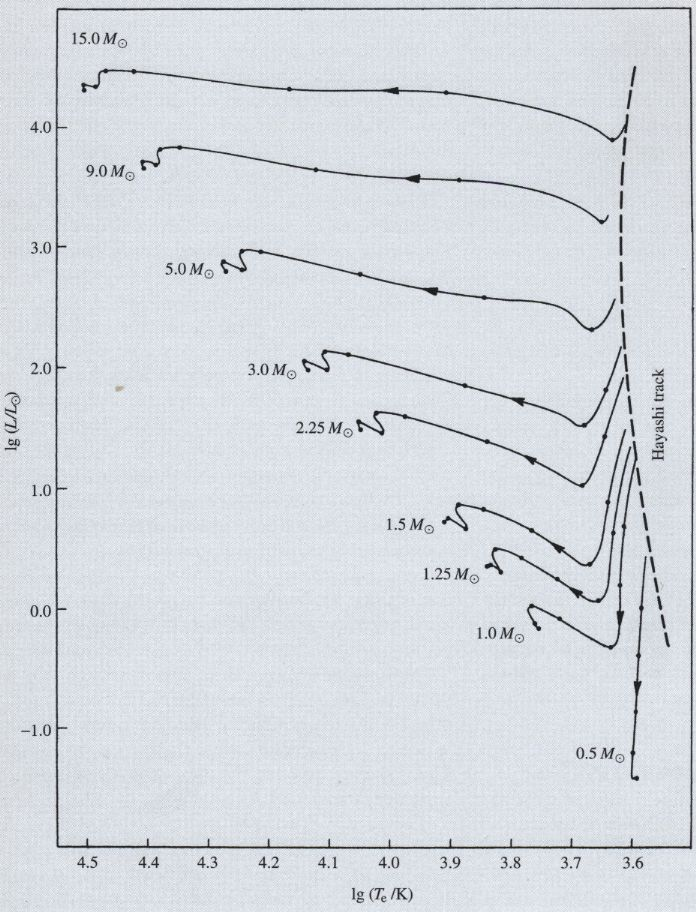 15.0 M☉
4.0
9.0 M☉
3.0
5.0 M☉
2.0
3.0 M☉
lg (L/L☉)
Hayashi track
2.25 M☉
1.0
1.5 M☉
1.25 M☉
0.0
1.0 M☉
−1.0
0.5 M☉
4.5 4.4 4.3 4.2 4.1 4.0 3.9 3.8 3.7 3.6
lg (Te /K)